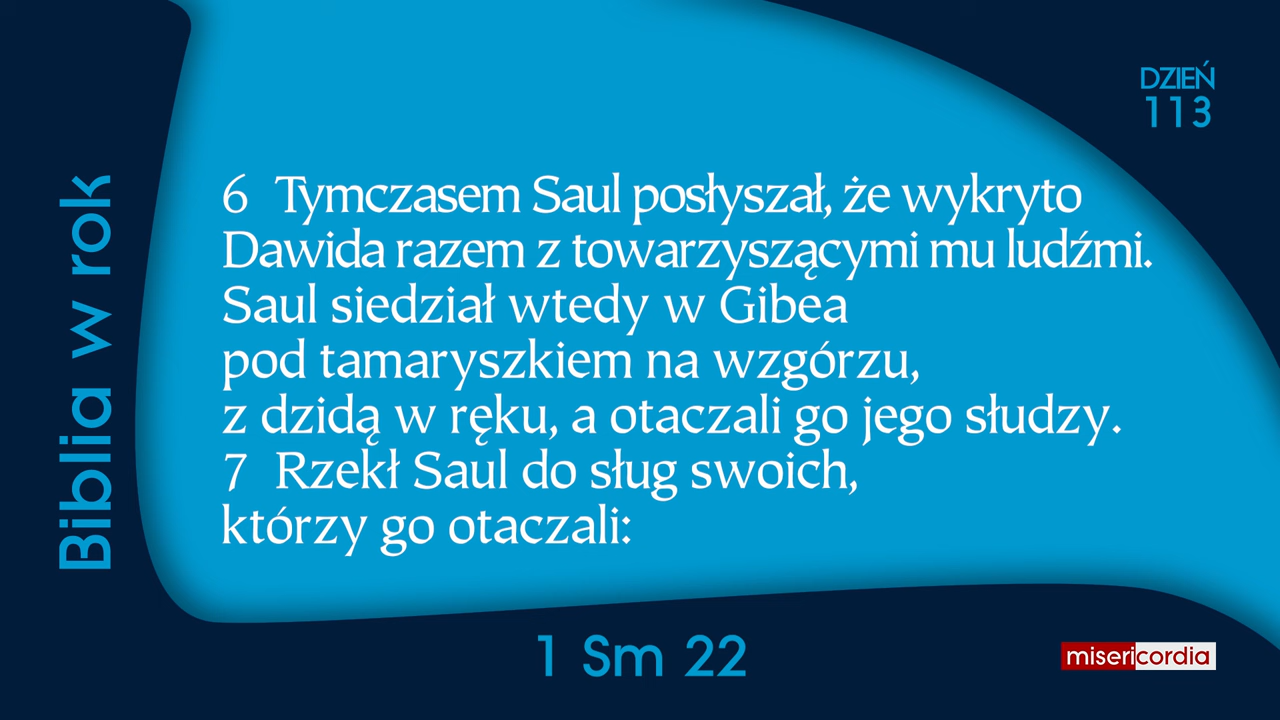 DZIEŃ
113
6 Tymczasem Saul posłyszał, że wykryto
Dawida razem z towarzyszącymi mu ludźmi.
Saul siedział wtedy w Gibea
pod tamaryszkiem na wzgórzu,
z dzidą w ręku, a otaczali go jego słudzy.
7 Rzekł Saul do sług swoich,
którzy go otaczali:
Biblia w rok
1 Sm 22
misericordia